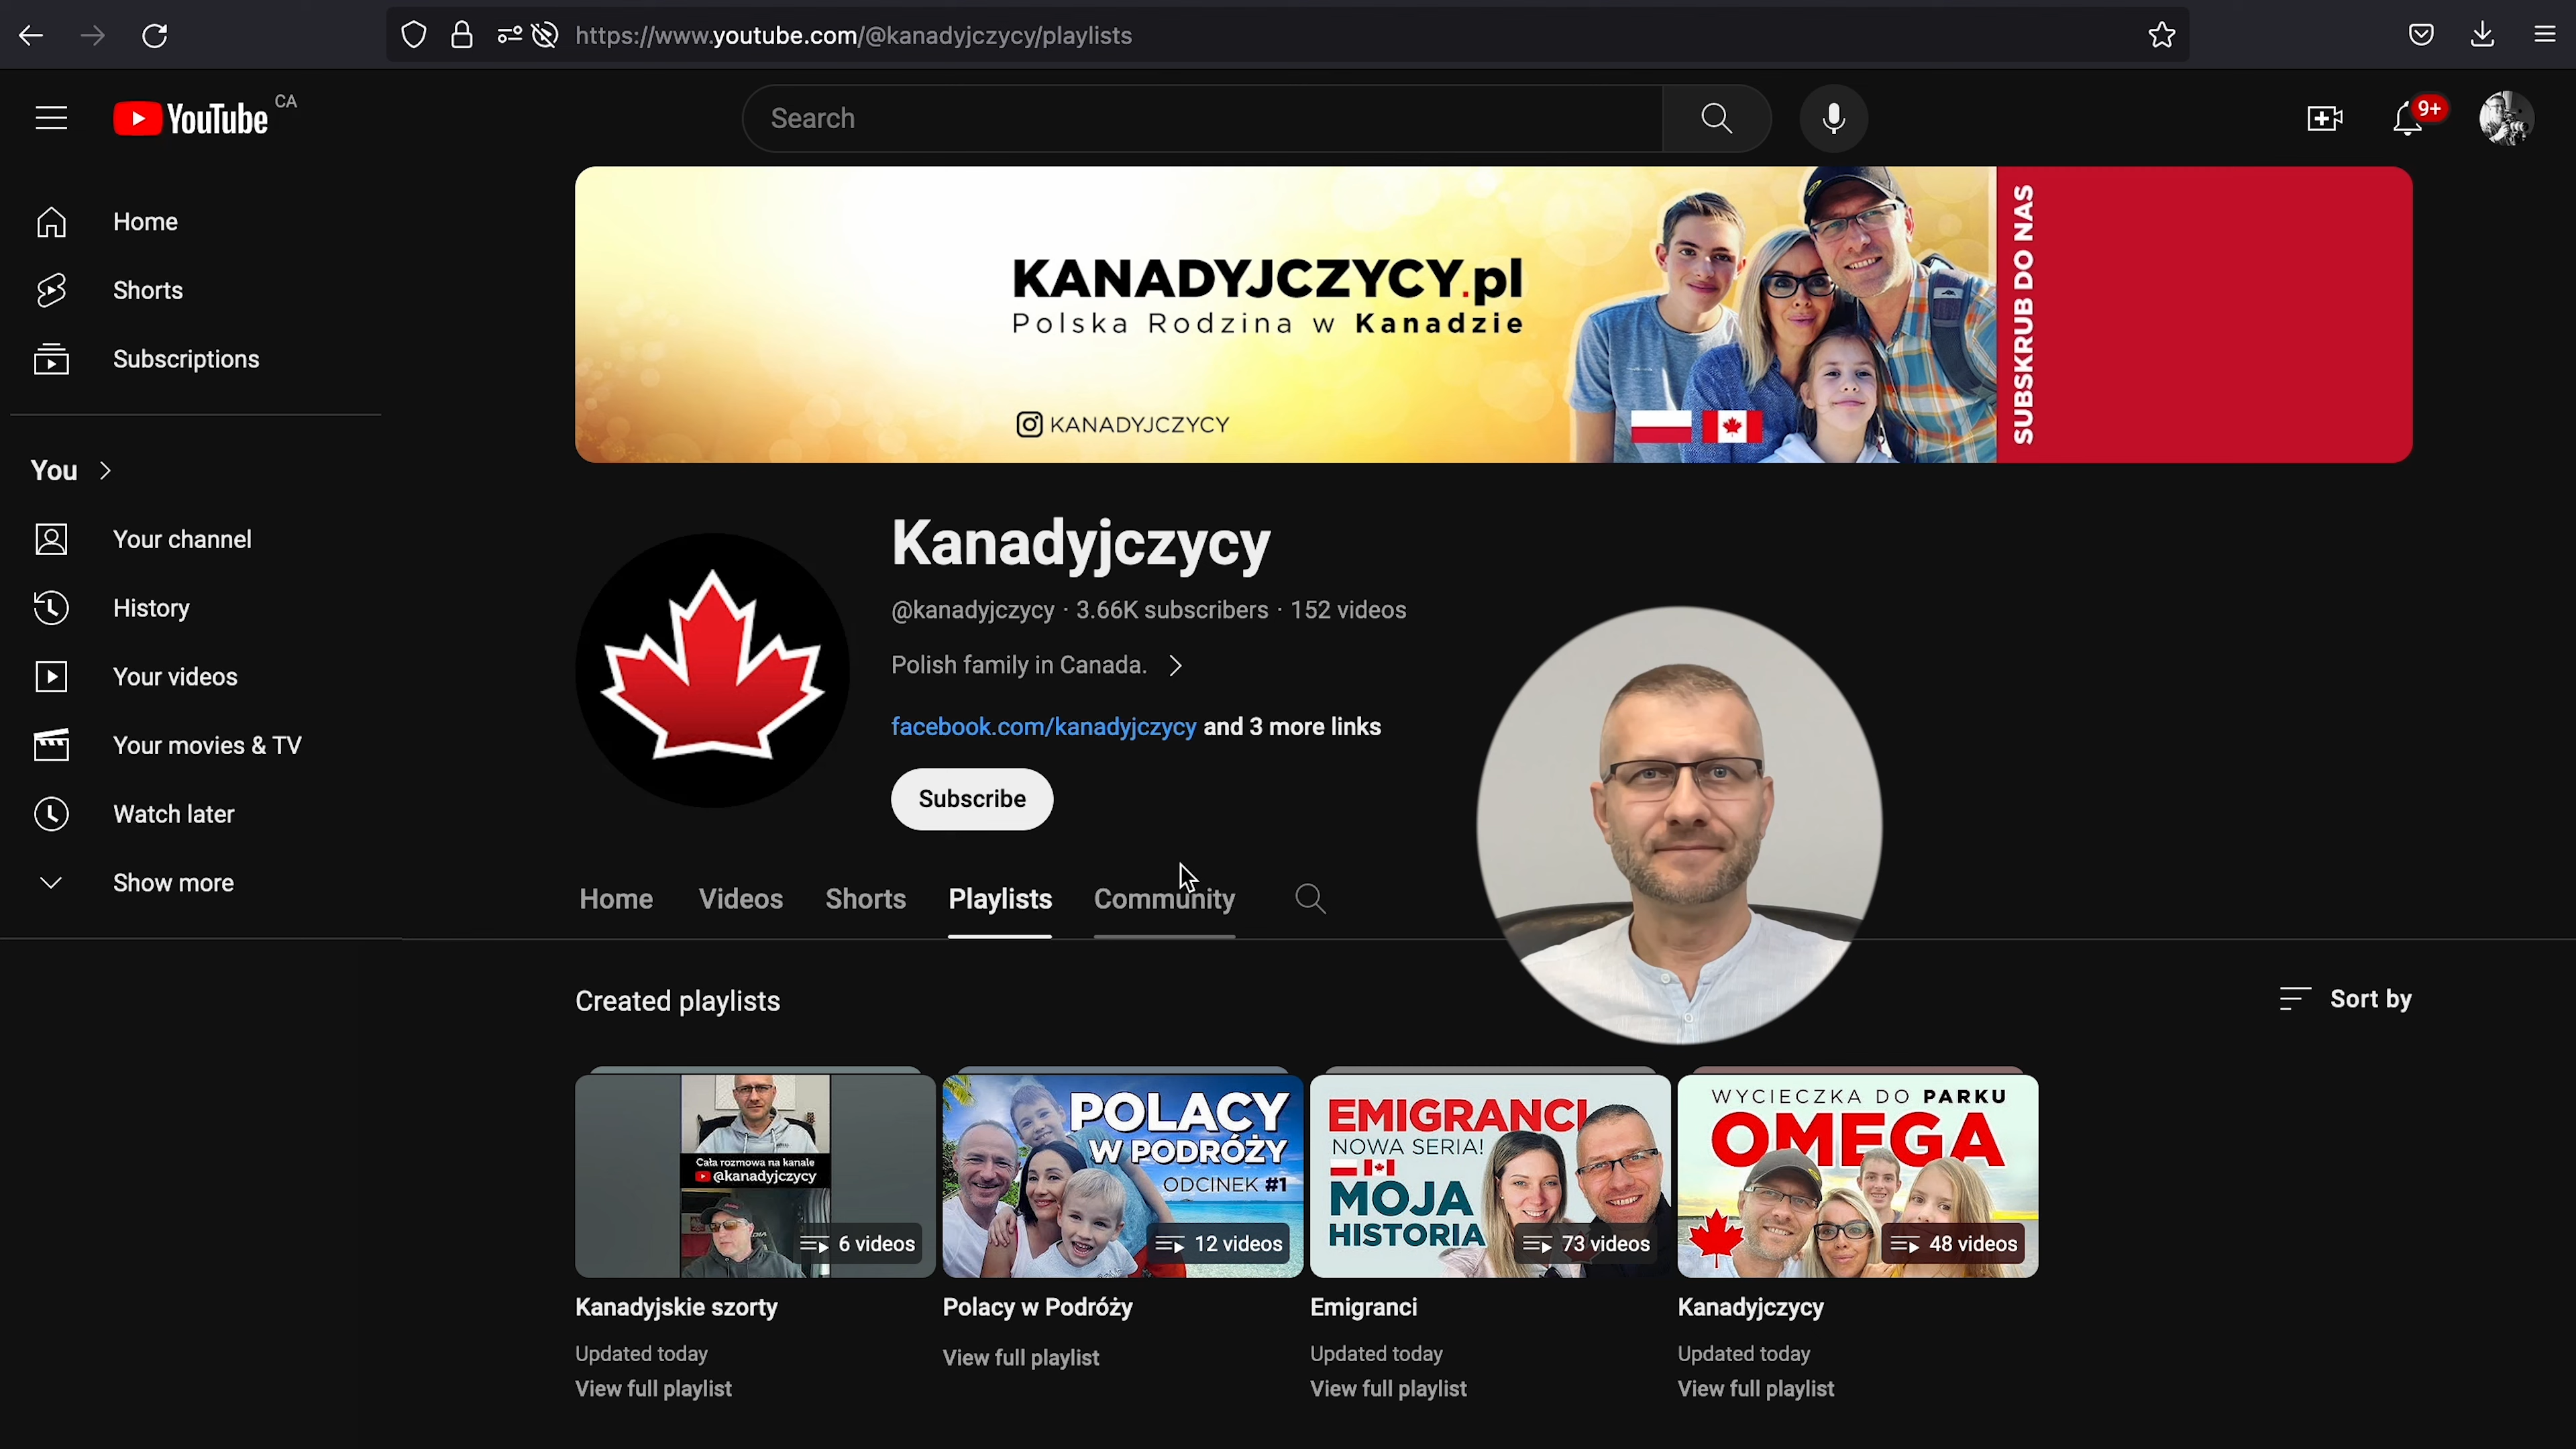 https://www.youtube.com/@kanadyjczycy/playlists
YouTube CA
Search
9+
Home
Shorts
Subscriptions
You
Your channel
History
Your videos
Your movies & TV
Watch later
Show more
KANADYJCZYCY.pl
Polska Rodzina w Kanadzie
KANADYJCZYCY
SUBSKRUB DO NAS
Kanadyjczycy
@kanadyjczycy · 3.66K subscribers · 152 videos
Polish family in Canada.
facebook.com/kanadyjczycy and 3 more links
Subscribe
Home Videos Shorts Playlists Community
Created playlists
Sort by
Cała rozmowa na kanale
@kanadyjczycy
6 videos
Kanadyjskie szorty
Updated today
View full playlist
POLACY
W PODRÓŻY
ODCINEK #1
12 videos
Polacy w Podróży
View full playlist
EMIGRANCI
NOWA SERIA!
MOJA
HISTORIA
73 videos
Emigranci
Updated today
View full playlist
WYCIECZKA DO PARKU
OMEGA
48 videos
Kanadyjczycy
Updated today
View full playlist